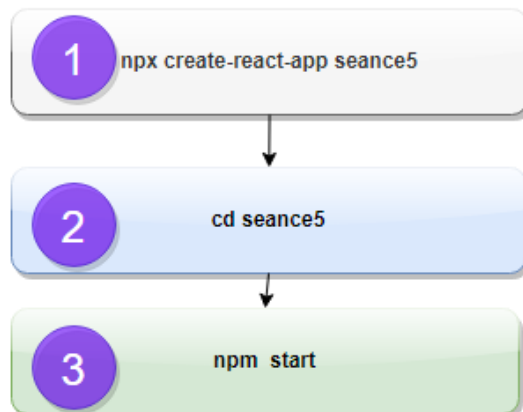 1
npx create-react-app seance5
2
cd seance5
3
npm start